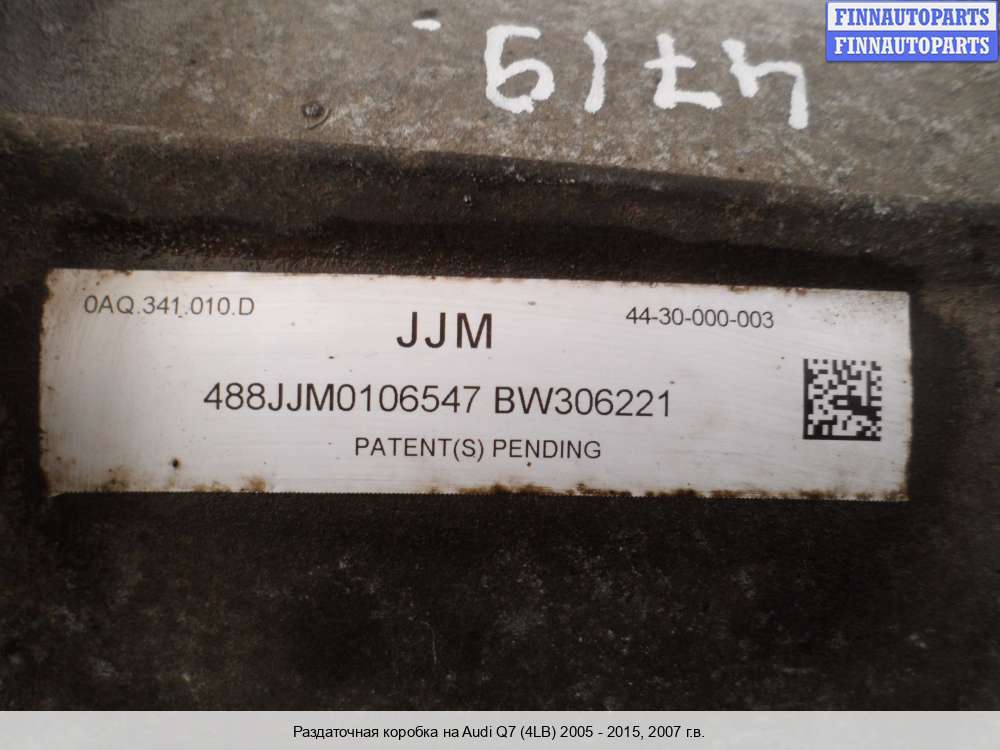 FINNAUTOPARTS
FINNAUTOPARTS
4719.
0AQ.341.010.D
JJM
44-30-000-003
488JJM0106547 BW306221
PATENT(S) PENDING
Раздаточная коробка на Audi Q7 (4LB) 2005 - 2015, 2007 г.в.